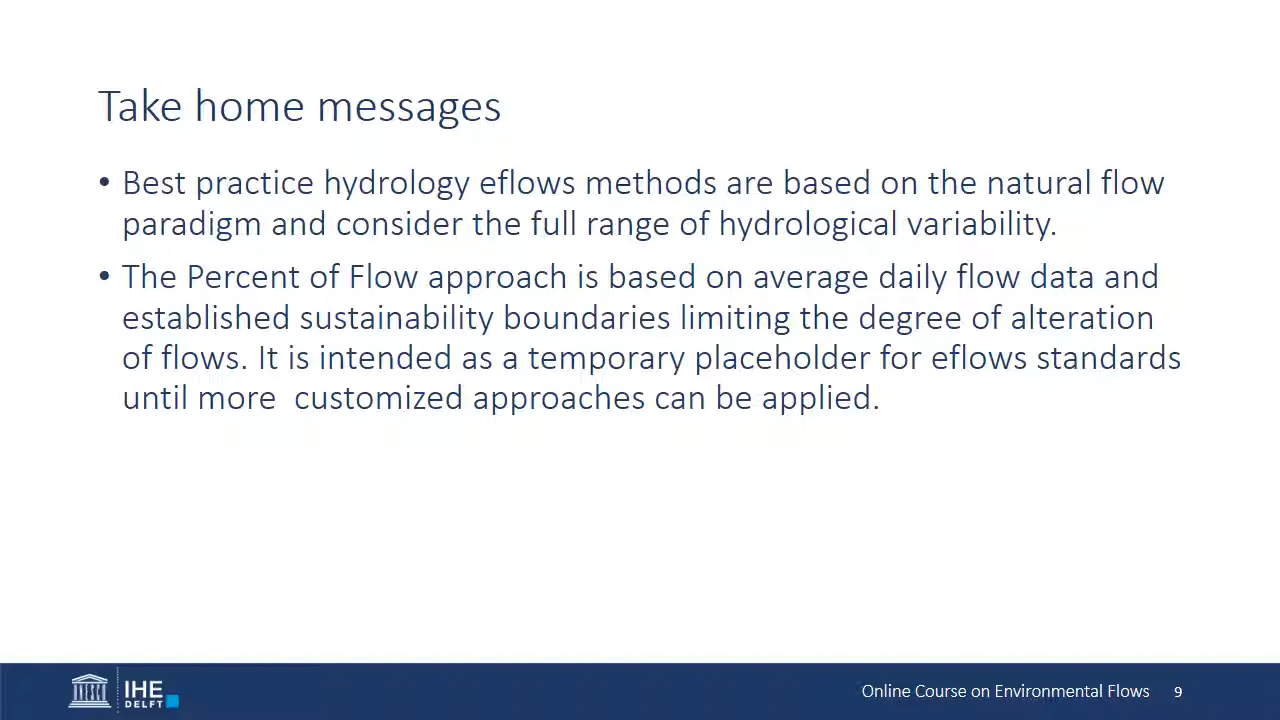 Take home messages
• Best practice hydrology eflows methods are based on the natural flow
paradigm and consider the full range of hydrological variability.
• The Percent of Flow approach is based on average daily flow data and
established sustainability boundaries limiting the degree of alteration
of flows. It is intended as a temporary placeholder for eflows standards
until more  customized approaches can be applied.
UNESCO
IHE
DELFT
Online Course on Environmental Flows 9